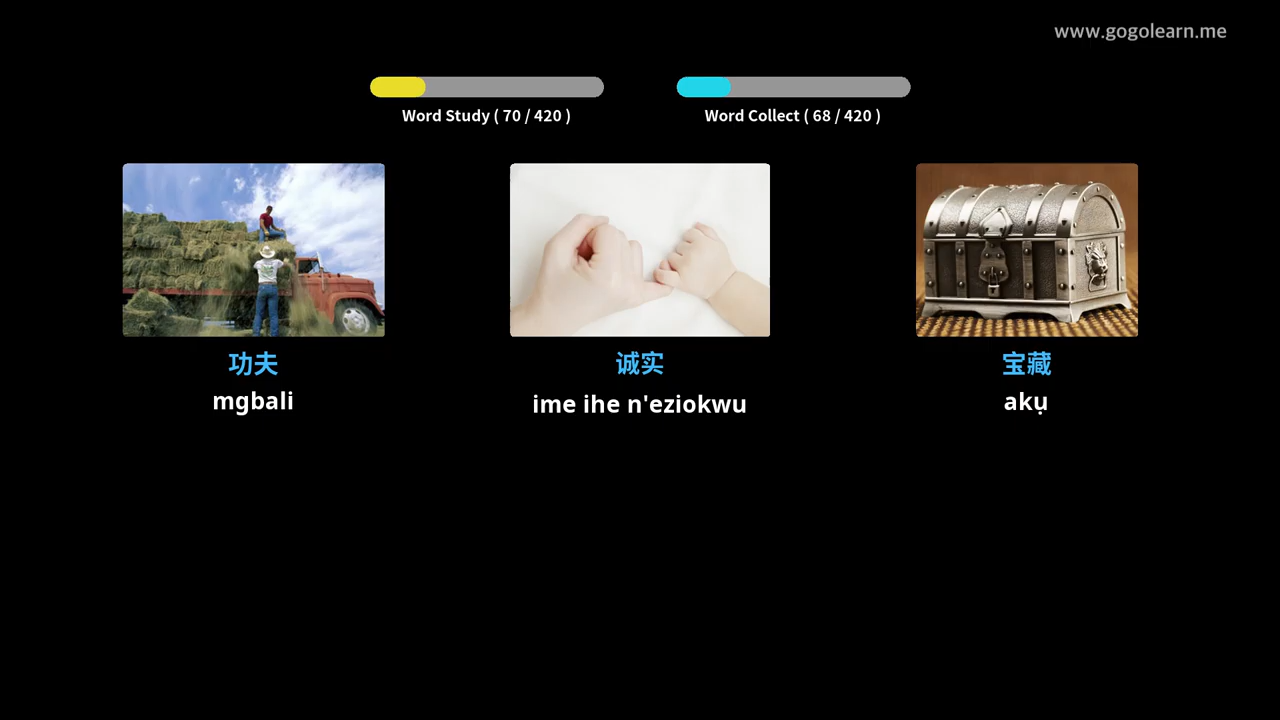 www.gogolearn.me
Word Study ( 70 / 420 )
Word Collect ( 68 / 420 )
功夫
诚实
宝藏
mgbali
ime ihe n'eziokwu
akụ